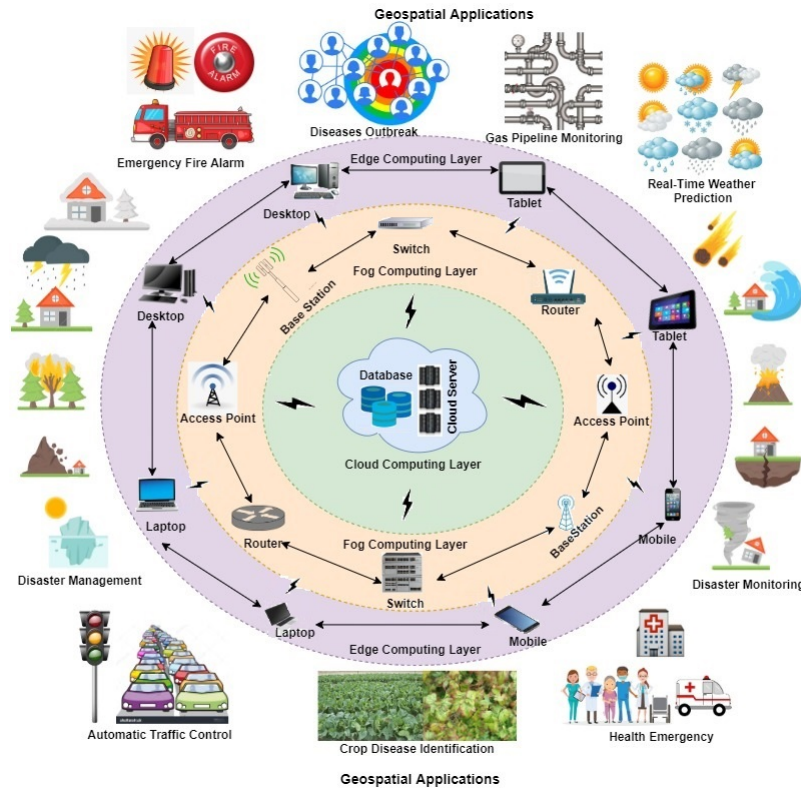 Geospatial Applications
FIRE
ALARM
Diseases Outbreak
Gas Pipeline Monitoring
Emergency Fire Alarm
Real-Time Weather
Prediction
Edge Computing Layer
Desktop
Tablet
Switch
Fog Computing Layer
Base Station
Router
Desktop
Tablet
Database
Cloud Server
Access Point
Access Point
Cloud Computing Layer
Laptop
Router
BaseStation
Mobile
Fog Computing Layer
Disaster Management
Disaster Monitoring
Switch
Laptop
Mobile
Edge Computing Layer
Automatic Traffic Control
Crop Disease Identification
Health Emergency
Geospatial Applications